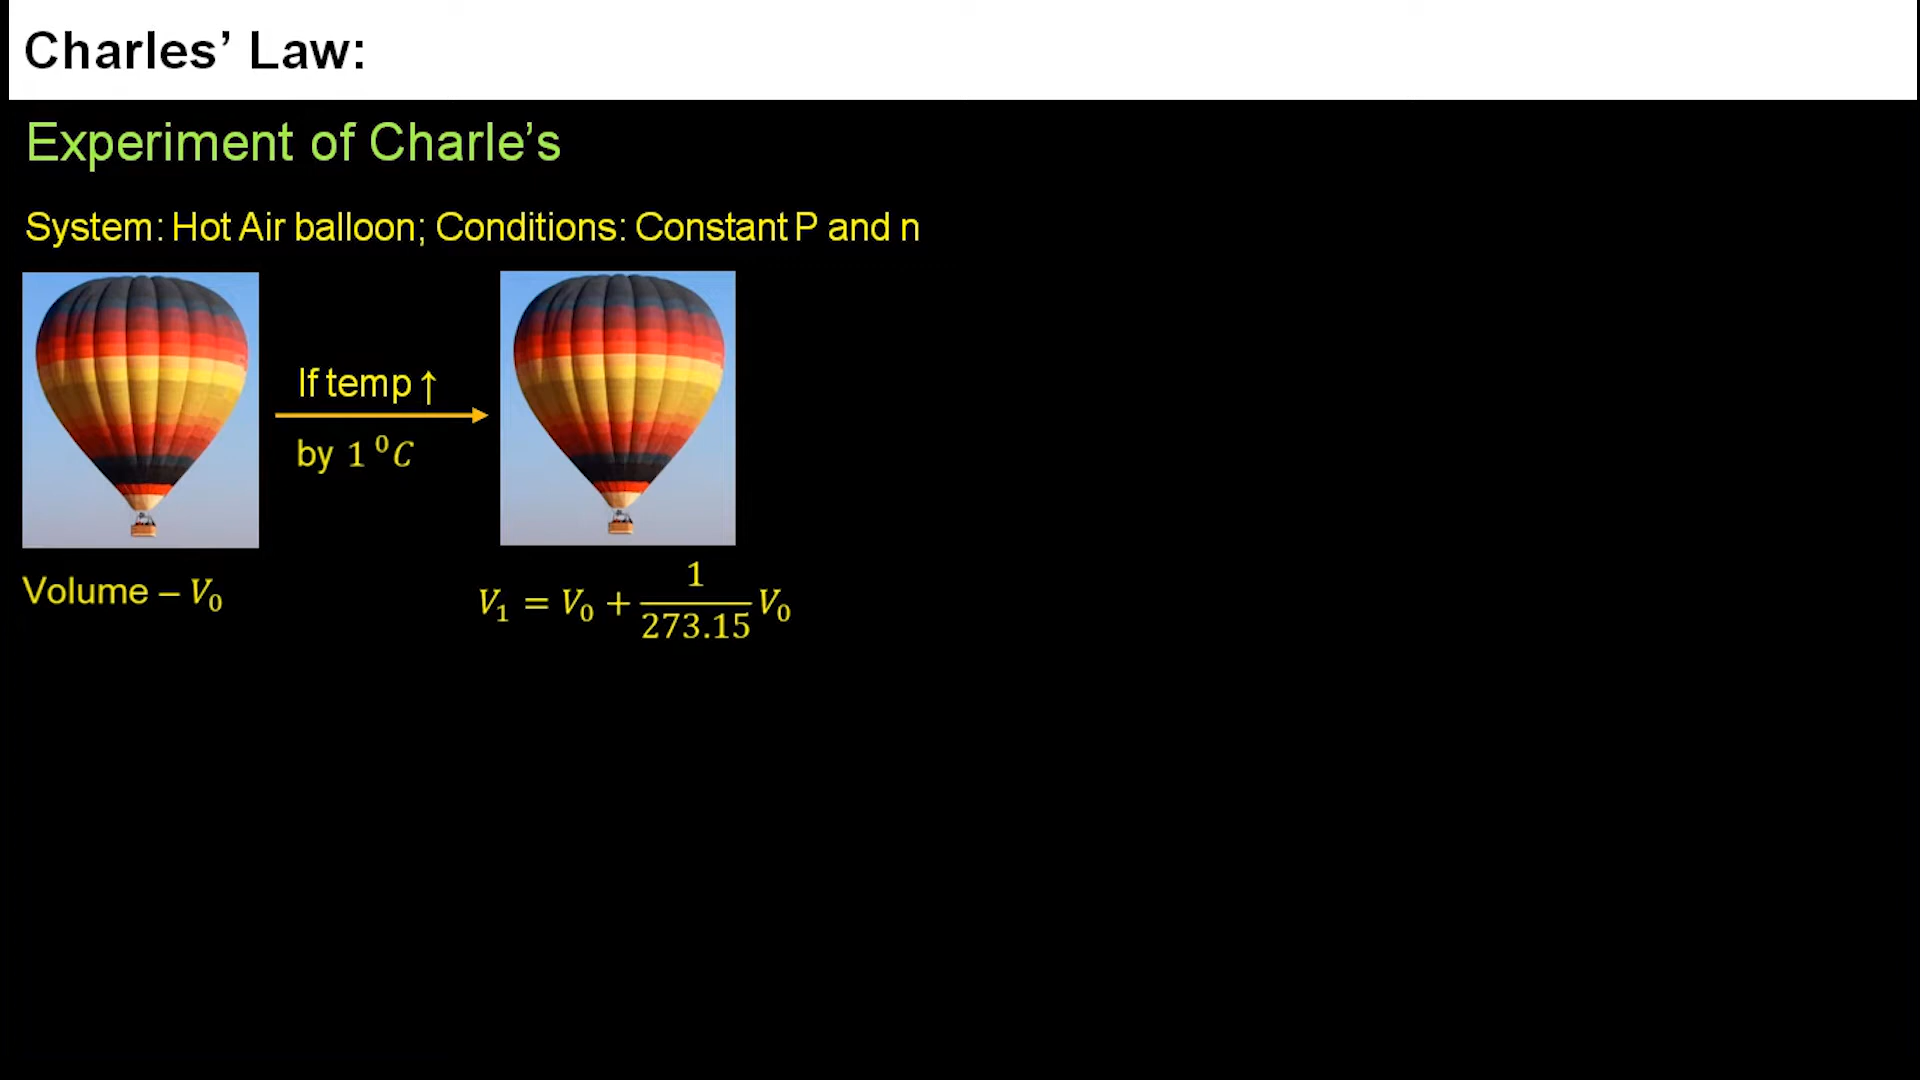 Charles’ Law:
Experiment of Charle’s
System: Hot Air balloon; Conditions: Constant P and n
If temp ↑
by 1 ⁰C
Volume – V₀
V₁ = V₀ + 1/273.15 V₀